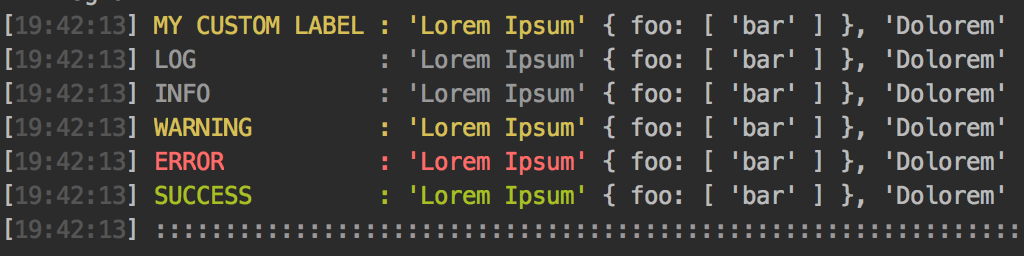 [19:42:13] MY CUSTOM LABEL : 'Lorem Ipsum' { foo: [ 'bar' ] }, 'Dolorem'
[19:42:13] LOG             : 'Lorem Ipsum' { foo: [ 'bar' ] }, 'Dolorem'
[19:42:13] INFO            : 'Lorem Ipsum' { foo: [ 'bar' ] }, 'Dolorem'
[19:42:13] WARNING         : 'Lorem Ipsum' { foo: [ 'bar' ] }, 'Dolorem'
[19:42:13] ERROR           : 'Lorem Ipsum' { foo: [ 'bar' ] }, 'Dolorem'
[19:42:13] SUCCESS         : 'Lorem Ipsum' { foo: [ 'bar' ] }, 'Dolorem'
[19:42:13] ::::::::::::::::::::::::::::::::::::::::::::::::::::::::::::::